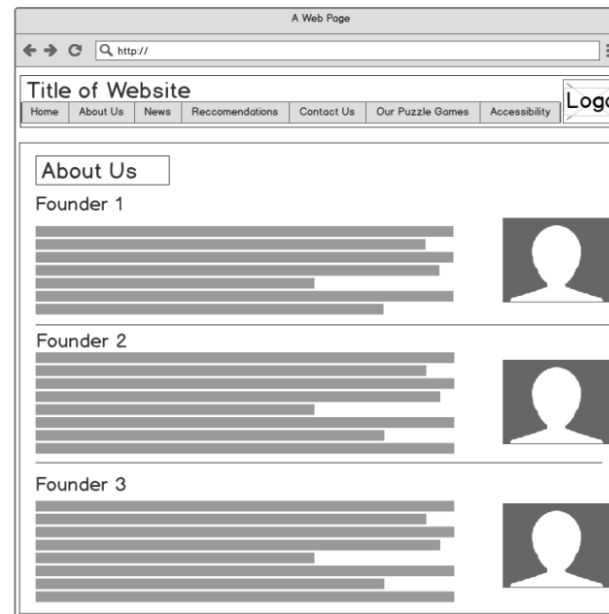 A Web Page
http://
Title of Website
Home About Us News Reccomendations Contact Us Our Puzzle Games Accessibility
Logo
About Us
Founder 1
Founder 2
Founder 3